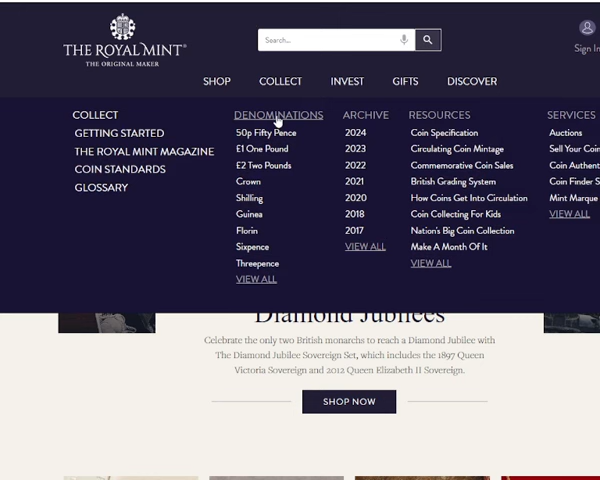 THE ROYAL MINT®
THE ORIGINAL MAKER
Search...
Sign In
SHOP COLLECT INVEST GIFTS DISCOVER
COLLECT
GETTING STARTED
THE ROYAL MINT MAGAZINE
COIN STANDARDS
GLOSSARY
DENOMINATIONS
50p Fifty Pence
£1 One Pound
£2 Two Pounds
Crown
Shilling
Guinea
Florin
Sixpence
Threepence
VIEW ALL
ARCHIVE
2024
2023
2022
2021
2020
2018
2017
VIEW ALL
RESOURCES
Coin Specification
Circulating Coin Mintage
Commemorative Coin Sales
British Grading System
How Coins Get Into Circulation
Coin Collecting For Kids
Nation's Big Coin Collection
Make A Month Of It
VIEW ALL
SERVICES
Auctions
Sell Your Coin
Coin Authent
Coin Finder S
Mint Marque
VIEW ALL
Diamond Jubilees
Celebrate the only two British monarchs to reach a Diamond Jubilee with
The Diamond Jubilee Sovereign Set, which includes the 1897 Queen
Victoria Sovereign and 2012 Queen Elizabeth II Sovereign.
SHOP NOW